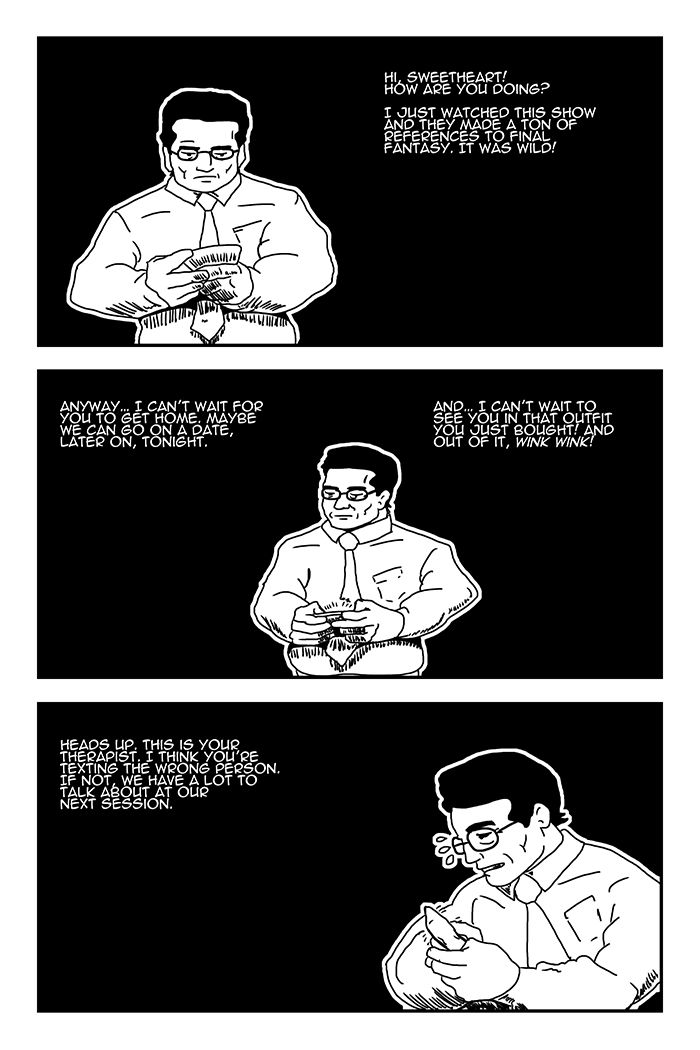 HI, SWEETHEART!
HOW ARE YOU DOING?
I JUST WATCHED THIS SHOW
AND THEY MADE A TON OF
REFERENCES TO FINAL
FANTASY. IT WAS WILD!
ANYWAY... I CAN'T WAIT FOR
YOU TO GET HOME. MAYBE
WE CAN GO ON A DATE,
LATER ON, TONIGHT.
AND... I CAN'T WAIT TO
SEE YOU IN THAT OUTFIT
YOU JUST BOUGHT! AND
OUT OF IT, WINK WINK!
HEADS UP. THIS IS YOUR
THERAPIST. I THINK YOU'RE
TEXTING THE WRONG PERSON.
IF NOT, WE HAVE A LOT TO
TALK ABOUT AT OUR
NEXT SESSION.